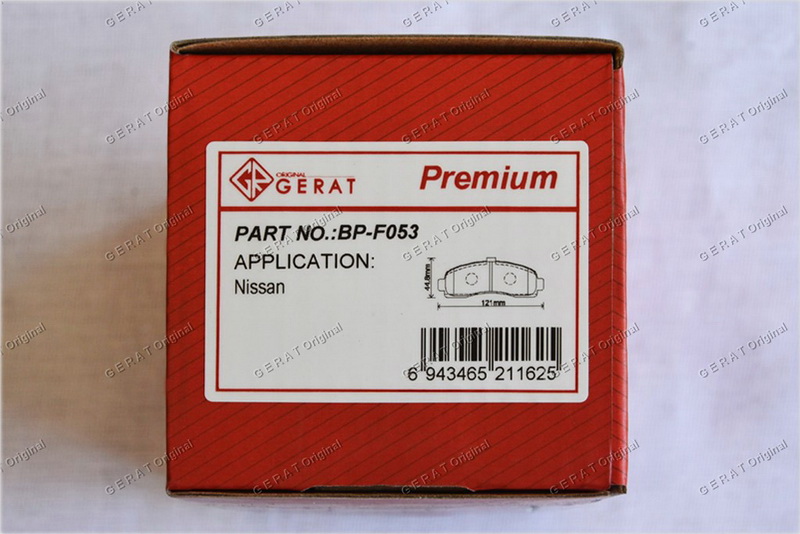 ORIGINAL
GERAT
Premium
PART NO.:BP-F053
APPLICATION:
Nissan
44,8mm
121mm
6 943465 211625
GERAT Original